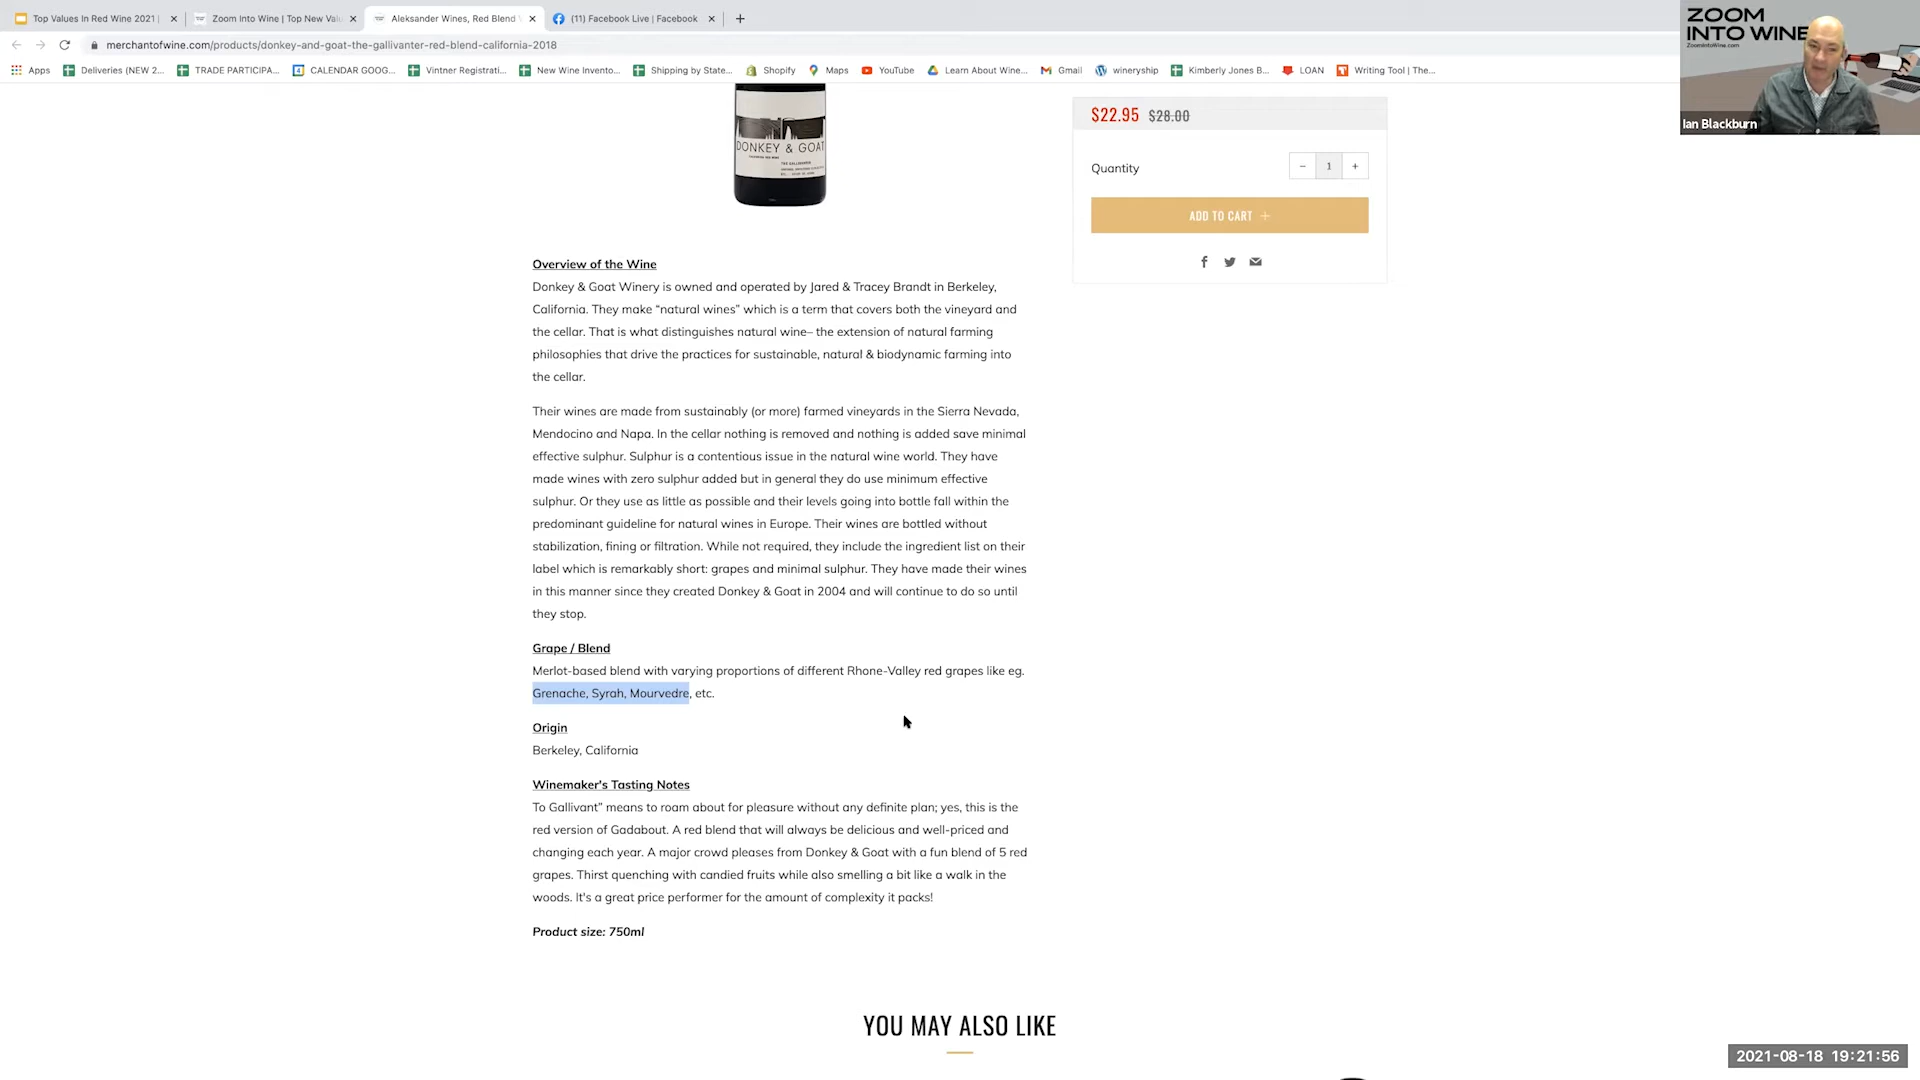 Top Values In Red Wine 2021 |
Zoom Into Wine | Top New Valu
Aleksander Wines, Red Blend
(11) Facebook Live | Facebook
merchantofwine.com/products/donkey-and-goat-the-gallivanter-red-blend-california-2018
Apps
Deliveries (NEW 2...
TRADE PARTICIPA...
CALENDAR GOOG...
Vintner Registrati...
New Wine Invento...
Shipping by State...
Shopify
Maps
YouTube
Learn About Wine...
Gmail
wineryship
Kimberly Jones B...
LOAN
Writing Tool | The...
ZOOM
INTO WINE
ZoomIntoWine.com
Ian Blackburn
DONKEY & GOAT
$22.95 $28.00
Quantity
− 1 +
ADD TO CART +
Overview of the Wine
Donkey & Goat Winery is owned and operated by Jared & Tracey Brandt in Berkeley,
California. They make “natural wines” which is a term that covers both the vineyard and
the cellar. That is what distinguishes natural wine– the extension of natural farming
philosophies that drive the practices for sustainable, natural & biodynamic farming into
the cellar.
Their wines are made from sustainably (or more) farmed vineyards in the Sierra Nevada,
Mendocino and Napa. In the cellar nothing is removed and nothing is added save minimal
effective sulphur. Sulphur is a contentious issue in the natural wine world. They have
made wines with zero sulphur added but in general they do use minimum effective
sulphur. Or they use as little as possible and their levels going into bottle fall within the
predominant guideline for natural wines in Europe. Their wines are bottled without
stabilization, fining or filtration. While not required, they include the ingredient list on their
label which is remarkably short: grapes and minimal sulphur. They have made their wines
in this manner since they created Donkey & Goat in 2004 and will continue to do so until
they stop.
Grape / Blend
Merlot-based blend with varying proportions of different Rhone-Valley red grapes like eg.
Grenache, Syrah, Mourvedre, etc.
Origin
Berkeley, California
Winemaker's Tasting Notes
To Gallivant” means to roam about for pleasure without any definite plan; yes, this is the
red version of Gadabout. A red blend that will always be delicious and well-priced and
changing each year. A major crowd pleases from Donkey & Goat with a fun blend of 5 red
grapes. Thirst quenching with candied fruits while also smelling a bit like a walk in the
woods. It's a great price performer for the amount of complexity it packs!
Product size: 750ml
YOU MAY ALSO LIKE
2021-08-18 19:21:56